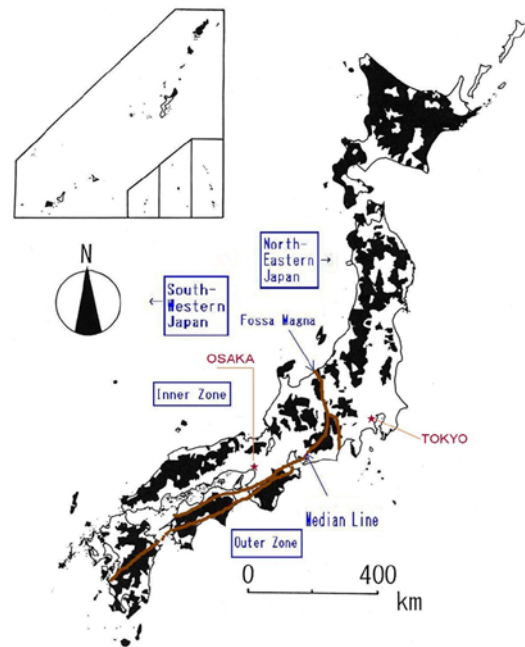 N
North-
Eastern →
Japan
← South-
Western
Japan
Fossa Magna
OSAKA
Inner Zone
TOKYO
Median Line
Outer Zone
0 400
km